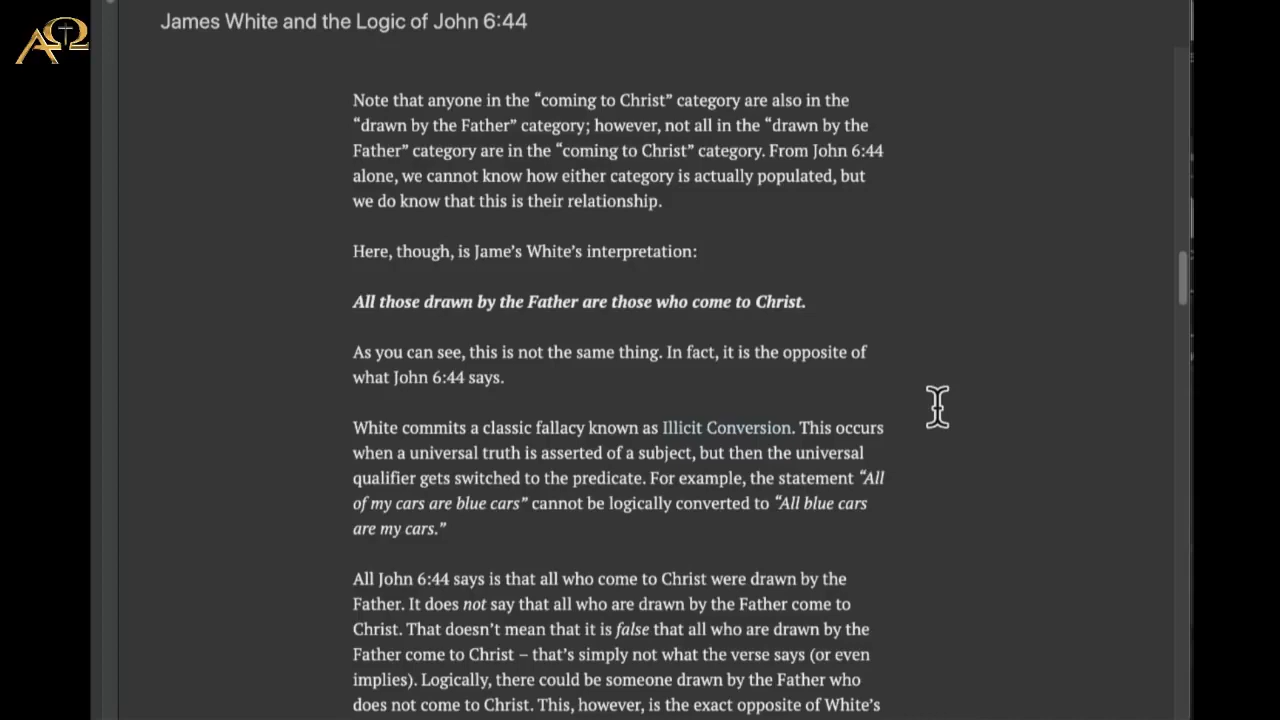 James White and the Logic of John 6:44
AΩ
Note that anyone in the “coming to Christ” category are also in the
“drawn by the Father” category; however, not all in the “drawn by the
Father” category are in the “coming to Christ” category. From John 6:44
alone, we cannot know how either category is actually populated, but
we do know that this is their relationship.
Here, though, is Jame’s White’s interpretation:
All those drawn by the Father are those who come to Christ.
As you can see, this is not the same thing. In fact, it is the opposite of
what John 6:44 says.
White commits a classic fallacy known as Illicit Conversion. This occurs
when a universal truth is asserted of a subject, but then the universal
qualifier gets switched to the predicate. For example, the statement “All
of my cars are blue cars” cannot be logically converted to “All blue cars
are my cars.”
All John 6:44 says is that all who come to Christ were drawn by the
Father. It does not say that all who are drawn by the Father come to
Christ. That doesn’t mean that it is false that all who are drawn by the
Father come to Christ – that’s simply not what the verse says (or even
implies). Logically, there could be someone drawn by the Father who
does not come to Christ. This, however, is the exact opposite of White’s